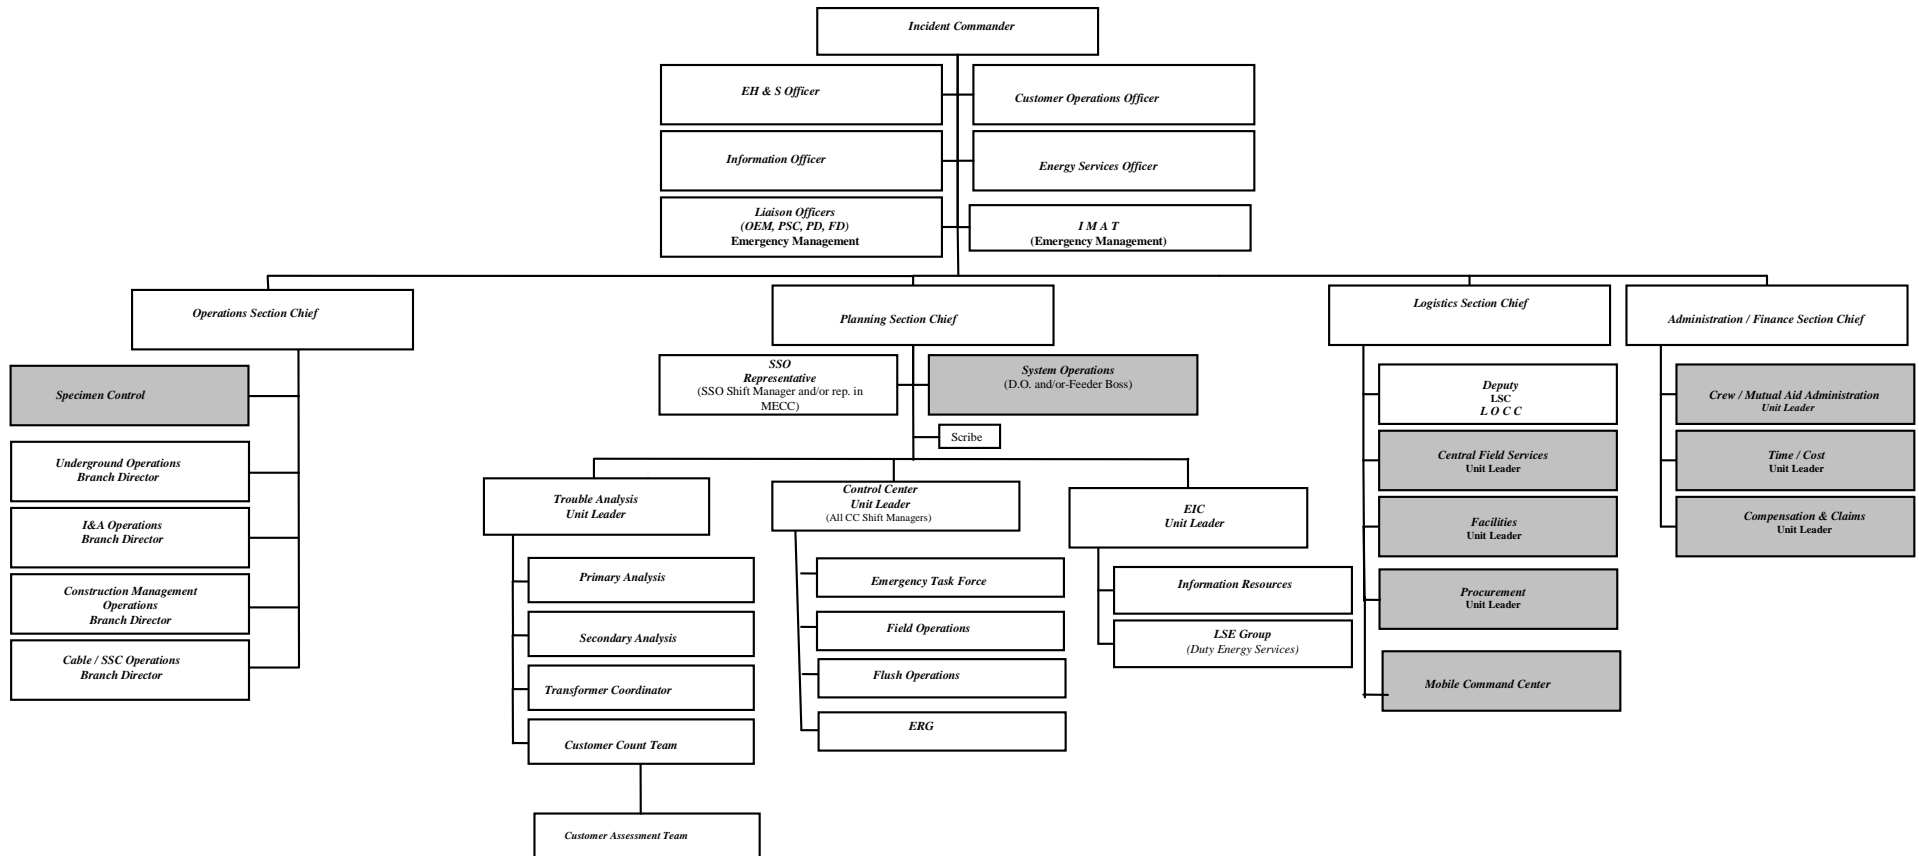 Incident Commander
EH & S Officer
Customer Operations Officer
Information Officer
Energy Services Officer
Liaison Officers
(OEM, PSC, PD, FD)
Emergency Management
I M A T
(Emergency Management)
Operations Section Chief
Planning Section Chief
Logistics Section Chief
Administration / Finance Section Chief
Specimen Control
Underground Operations
Branch Director
I&A Operations
Branch Director
Construction Management
Operations
Branch Director
Cable / SSC Operations
Branch Director
SSO
Representative
(SSO Shift Manager and/or rep. in
MECC)
System Operations
(D.O. and/or-Feeder Boss)
Scribe
Trouble Analysis
Unit Leader
Primary Analysis
Secondary Analysis
Transformer Coordinator
Customer Count Team
Customer Assessment Team
Control Center
Unit Leader
(All CC Shift Managers)
Emergency Task Force
Field Operations
Flush Operations
ERG
EIC
Unit Leader
Information Resources
LSE Group
(Duty Energy Services)
Deputy
LSC
L O C C
Central Field Services
Unit Leader
Facilities
Unit Leader
Procurement
Unit Leader
Mobile Command Center
Crew / Mutual Aid Administration
Unit Leader
Time / Cost
Unit Leader
Compensation & Claims
Unit Leader